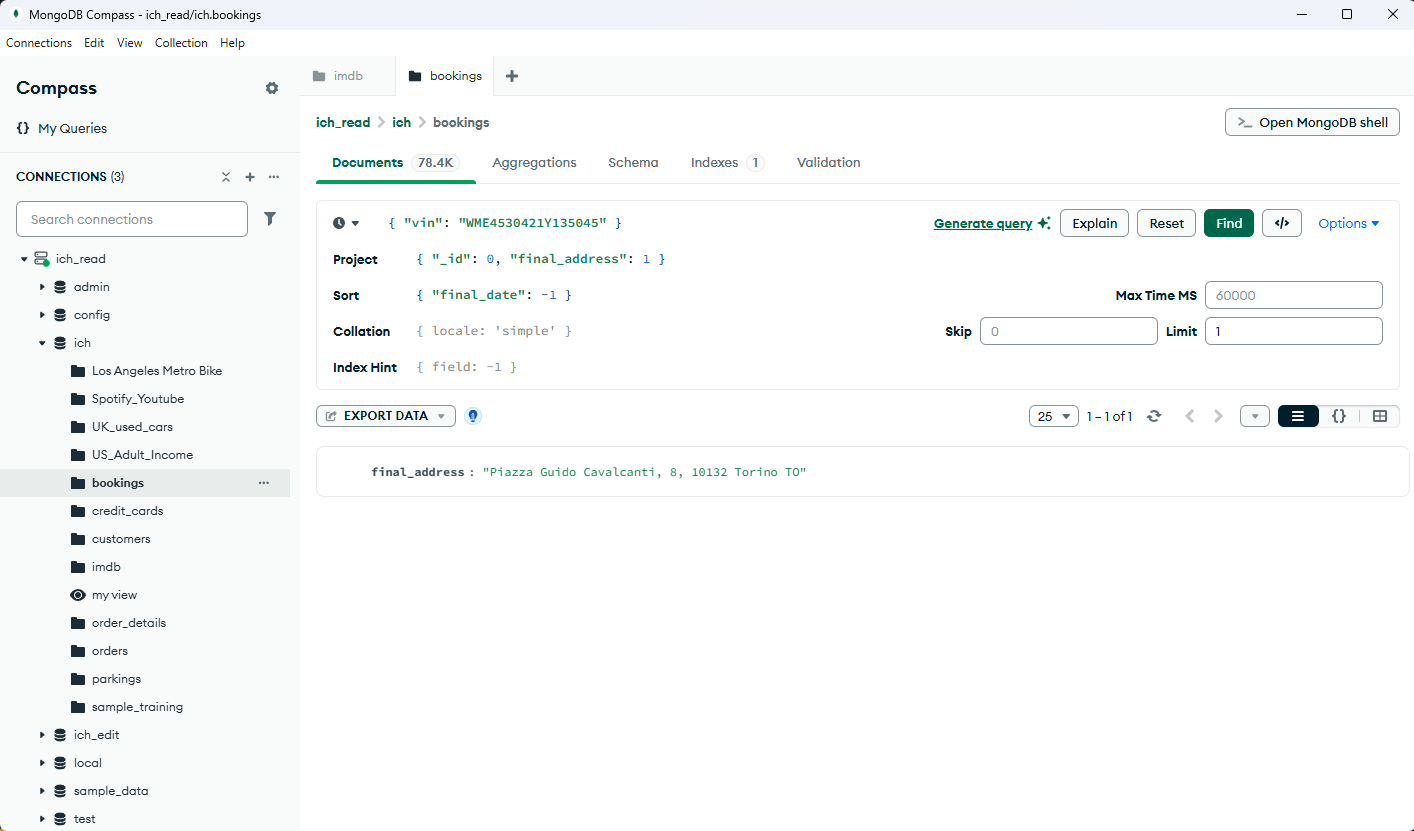 MongoDB Compass - ich_read/ich.bookings
Connections Edit View Collection Help
Compass
{} My Queries
CONNECTIONS (3)
Search connections
ich_read
admin
config
ich
Los Angeles Metro Bike
Spotify_Youtube
UK_used_cars
US_Adult_Income
bookings
credit_cards
customers
imdb
my view
order_details
orders
parkings
sample_training
ich_edit
local
sample_data
test
imdb bookings
ich_read > ich > bookings
>_ Open MongoDB shell
Documents 78.4K Aggregations Schema Indexes 1 Validation
{ "vin": "WME4530421Y135045" }
Generate query Explain Reset Find </> Options
Project { "_id": 0, "final_address": 1 }
Sort { "final_date": -1 }
Max Time MS 60000
Collation { locale: 'simple' }
Skip 0 Limit 1
Index Hint { field: -1 }
EXPORT DATA
25 1 – 1 of 1 {}
final_address : "Piazza Guido Cavalcanti, 8, 10132 Torino TO"